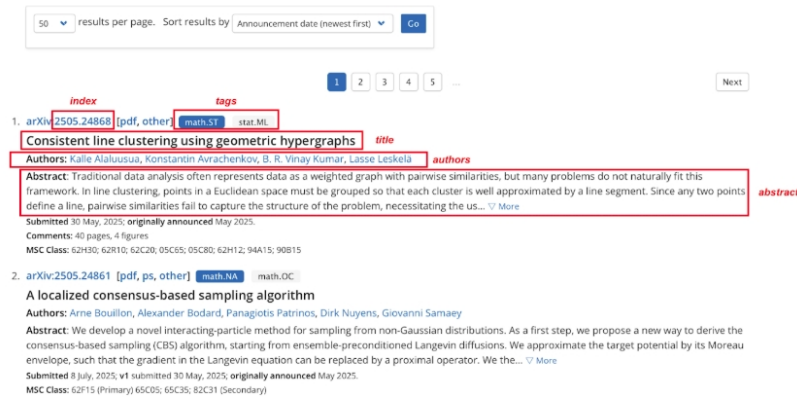 50 results per page. Sort results by Announcement date (newest first) Go
1 2 3 4 5 ... Next
index tags
1. arXiv:2505.24868 [pdf, other] math.ST stat.ML
Consistent line clustering using geometric hypergraphs title
Authors: Kalle Alaluusua, Konstantin Avrachenkov, B. R. Vinay Kumar, Lasse Leskelä authors
Abstract: Traditional data analysis often represents data as a weighted graph with pairwise similarities, but many problems do not naturally fit this
framework. In line clustering, points in a Euclidean space must be grouped so that each cluster is well approximated by a line segment. Since any two points abstract
define a line, pairwise similarities fail to capture the structure of the problem, necessitating the us... ▽ More
Submitted 30 May, 2025; originally announced May 2025.
Comments: 40 pages, 4 figures
MSC Class: 62H30; 62R10; 62C20; 05C65; 05C80; 62H12; 94A15; 90B15
2. arXiv:2505.24861 [pdf, ps, other] math.NA math.OC
A localized consensus-based sampling algorithm
Authors: Arne Bouillon, Alexander Bodard, Panagiotis Patrinos, Dirk Nuyens, Giovanni Samaey
Abstract: We develop a novel interacting-particle method for sampling from non-Gaussian distributions. As a first step, we propose a new way to derive the
consensus-based sampling (CBS) algorithm, starting from ensemble-preconditioned Langevin diffusions. We approximate the target potential by its Moreau
envelope, such that the gradient in the Langevin equation can be replaced by a proximal operator. We the... ▽ More
Submitted 8 July, 2025; v1 submitted 30 May, 2025; originally announced May 2025.
MSC Class: 62F15 (Primary) 65C05; 65C35; 82C31 (Secondary)